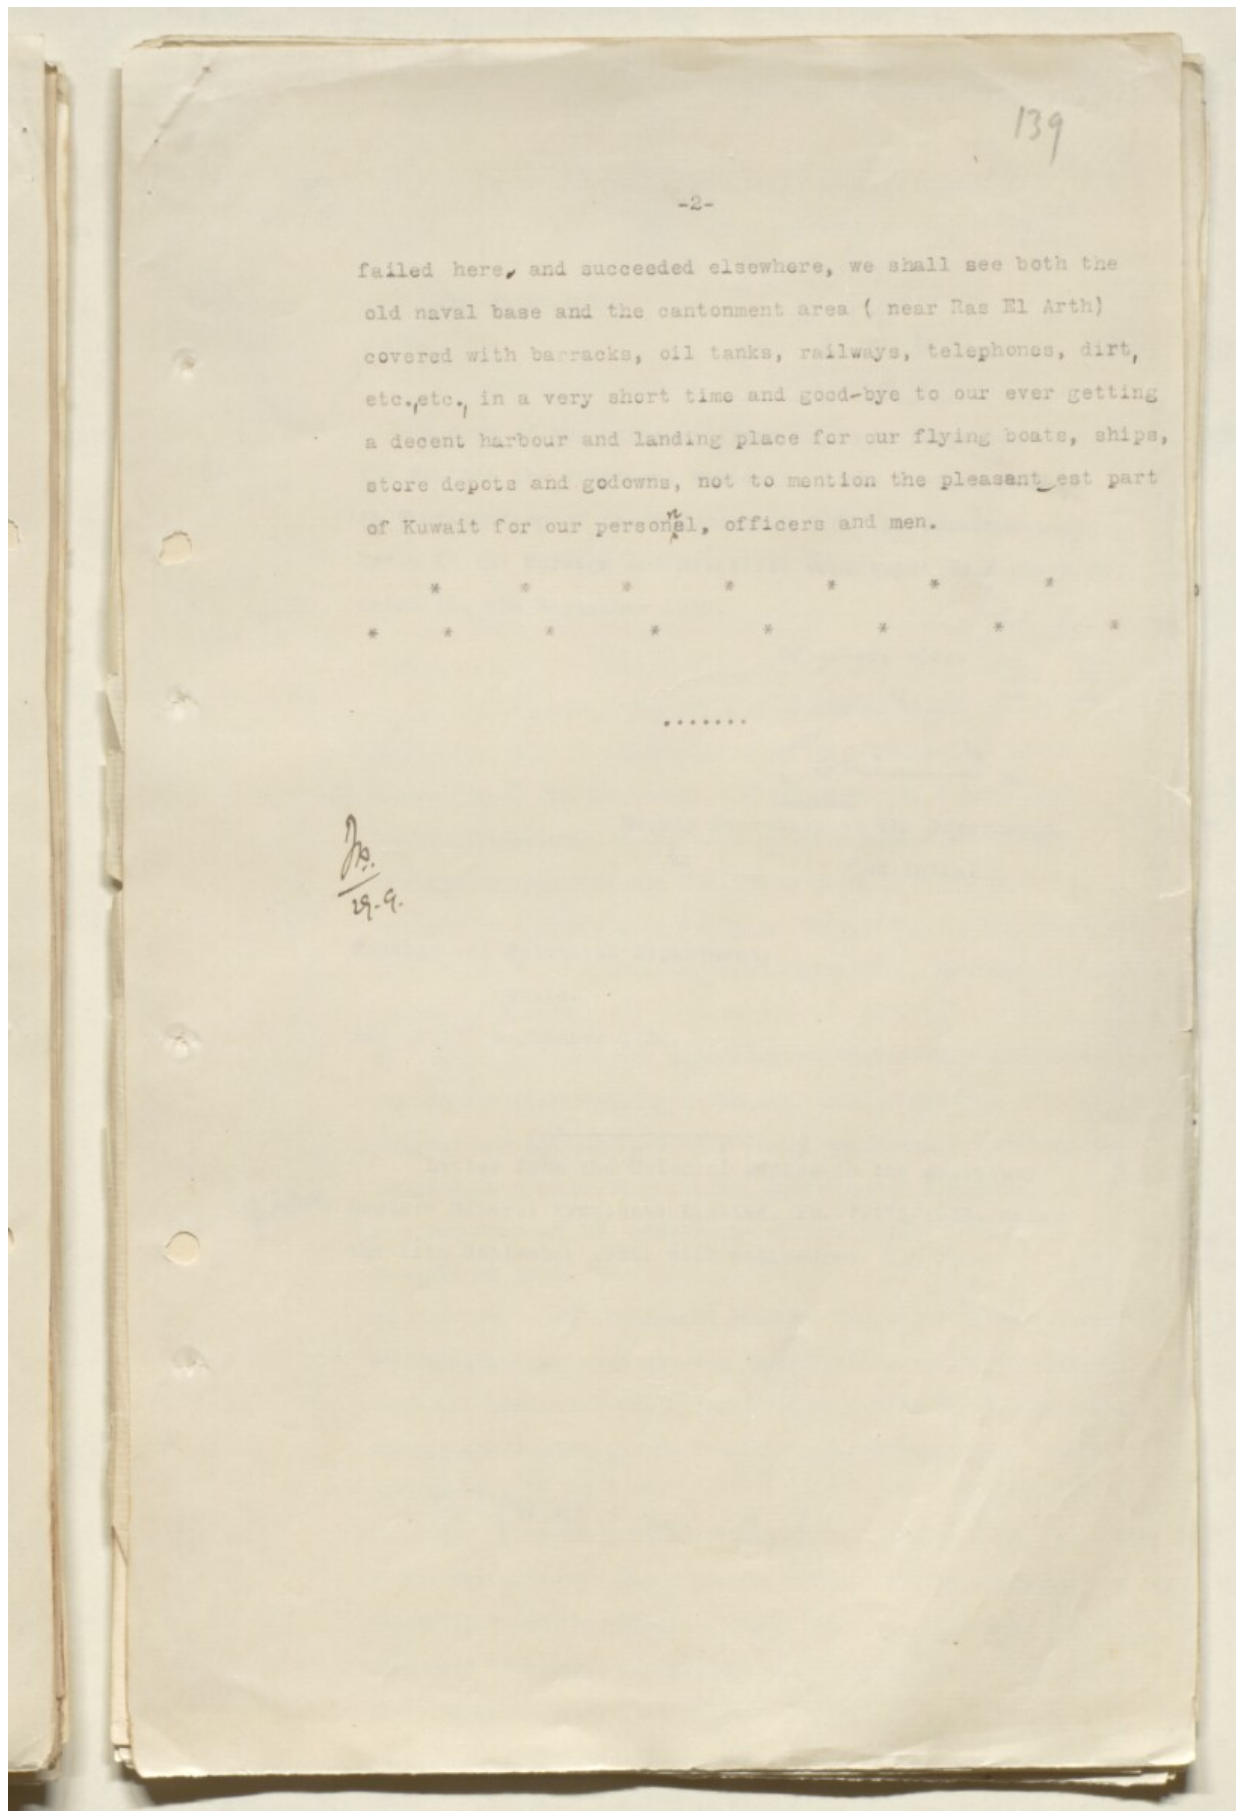 139
-2-
failed here, and succeeded elsewhere, we shall see both the
old naval base and the cantonment area ( near Ras El Arth)
covered with barracks, oil tanks, railways, telephones, dirt,
etc.,etc., in a very short time and good-bye to our ever getting
a decent harbour and landing place for our flying boats, ships,
store depots and godowns, not to mention the pleasant est part
of Kuwait for our personnel, officers and men.
* * * * * * *
* * * * * * * *
.......
29-9.